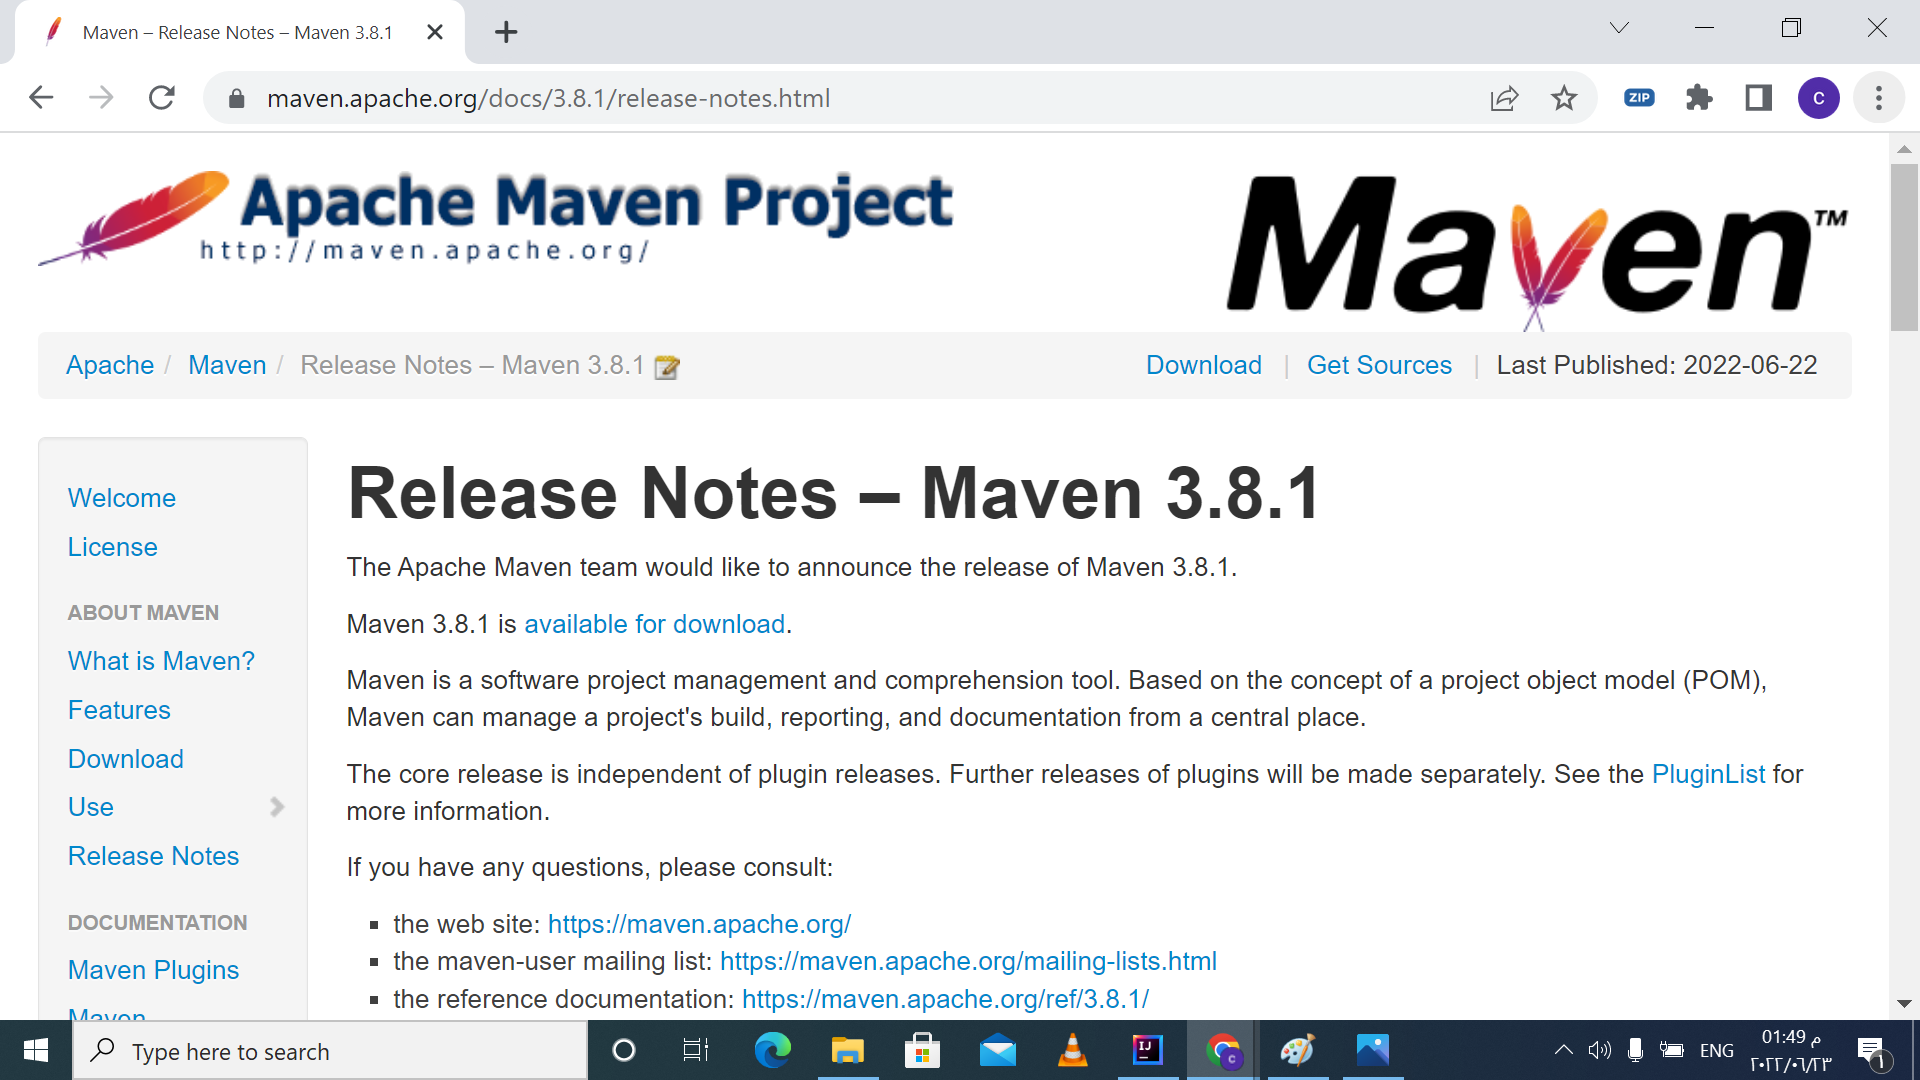 Maven – Release Notes – Maven 3.8.1
maven.apache.org/docs/3.8.1/release-notes.html
ZIP
C
Apache Maven Project
http://maven.apache.org/
Maven™
Apache / Maven / Release Notes – Maven 3.8.1
Download | Get Sources | Last Published: 2022-06-22
Welcome
License
ABOUT MAVEN
What is Maven?
Features
Download
Use
Release Notes
DOCUMENTATION
Maven Plugins
Maven
Release Notes – Maven 3.8.1
The Apache Maven team would like to announce the release of Maven 3.8.1.
Maven 3.8.1 is available for download.
Maven is a software project management and comprehension tool. Based on the concept of a project object model (POM),
Maven can manage a project's build, reporting, and documentation from a central place.
The core release is independent of plugin releases. Further releases of plugins will be made separately. See the PluginList for
more information.
If you have any questions, please consult:
the web site: https://maven.apache.org/
the maven-user mailing list: https://maven.apache.org/mailing-lists.html
the reference documentation: https://maven.apache.org/ref/3.8.1/
Type here to search
IJ
C
ENG
01:49 م
٢٠٢٢/٠٦/٢٣
١